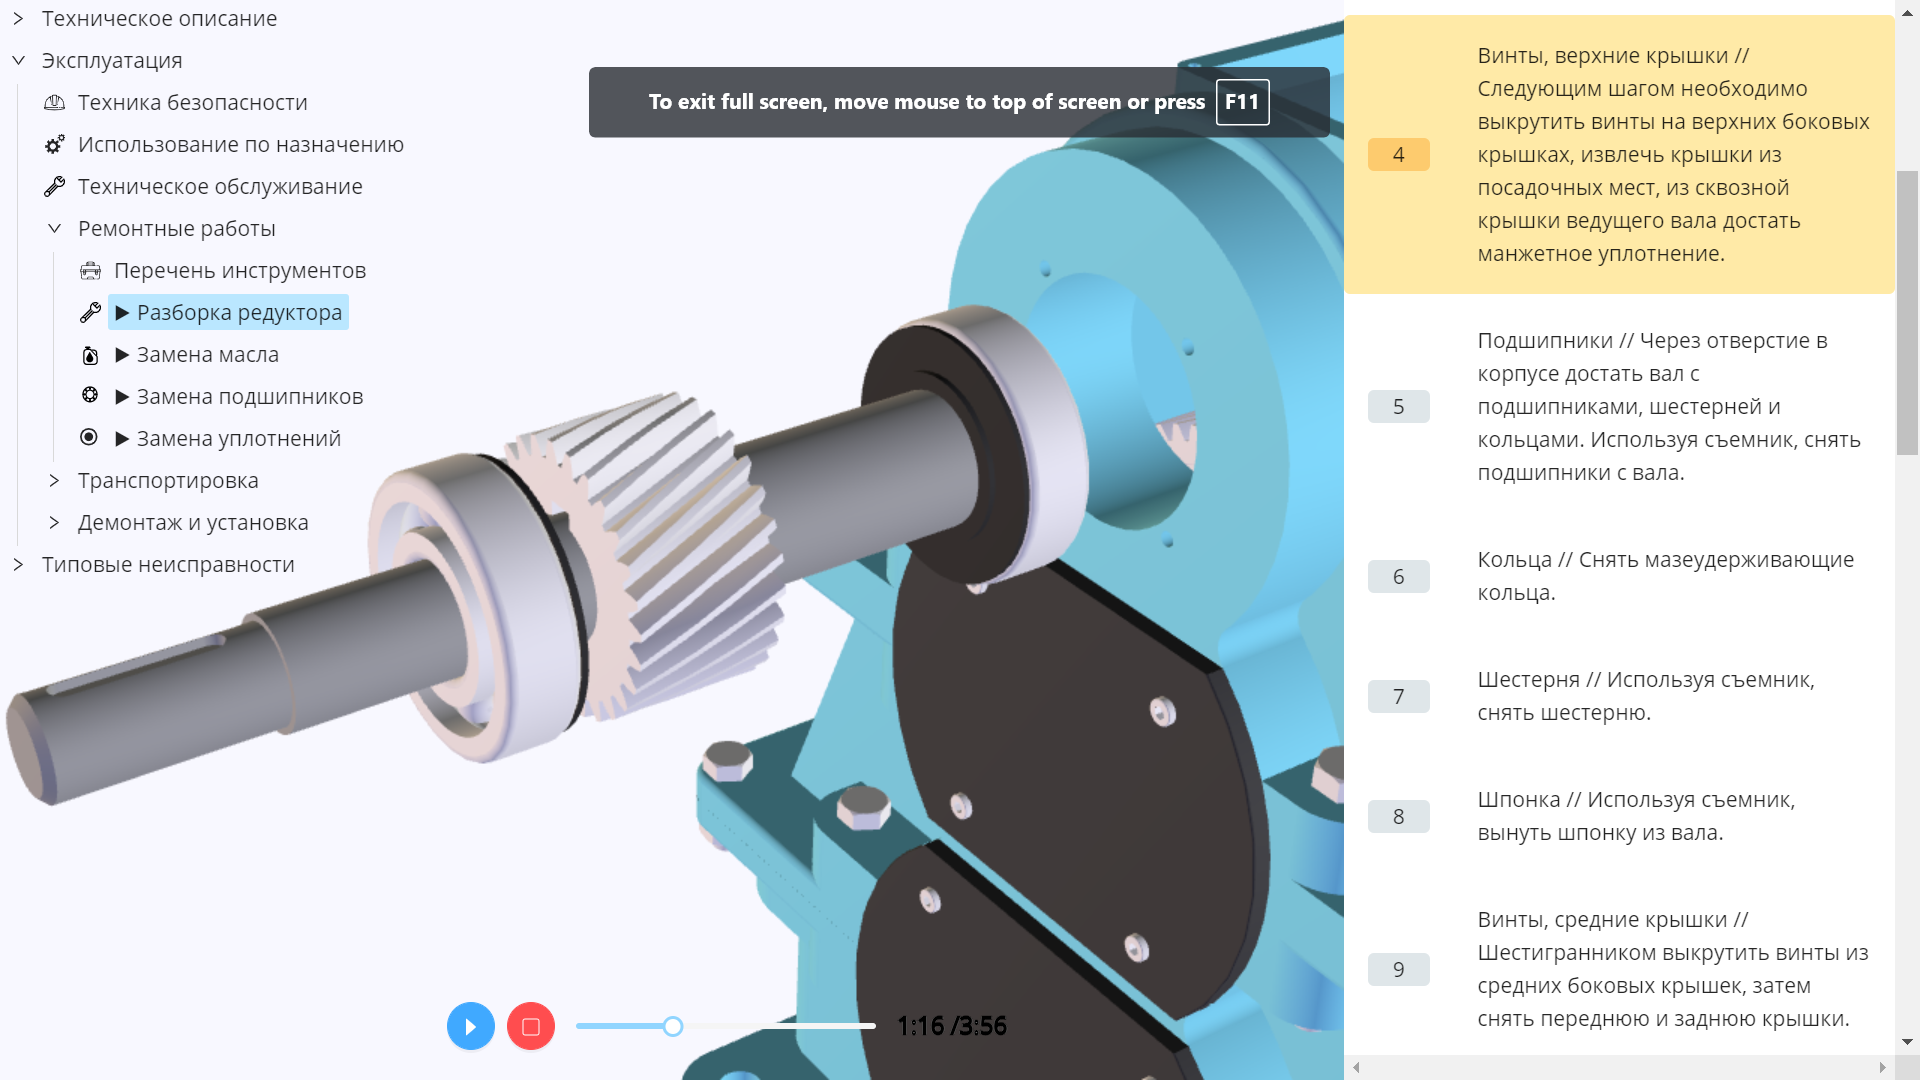 Техническое описание
Эксплуатация
Техника безопасности
Использование по назначению
Техническое обслуживание
Ремонтные работы
Перечень инструментов
▶ Разборка редуктора
▶ Замена масла
▶ Замена подшипников
▶ Замена уплотнений
Транспортировка
Демонтаж и установка
Типовые неисправности
To exit full screen, move mouse to top of screen or press F11
1:16 /3:56
4
Винты, верхние крышки //
Следующим шагом необходимо
выкрутить винты на верхних боковых
крышках, извлечь крышки из
посадочных мест, из сквозной
крышки ведущего вала достать
манжетное уплотнение.
5
Подшипники // Через отверстие в
корпусе достать вал с
подшипниками, шестерней и
кольцами. Используя съемник, снять
подшипники с вала.
6
Кольца // Снять мазеудерживающие
кольца.
7
Шестерня // Используя съемник,
снять шестерню.
8
Шпонка // Используя съемник,
вынуть шпонку из вала.
9
Винты, средние крышки //
Шестигранником выкрутить винты из
средних боковых крышек, затем
снять переднюю и заднюю крышки.